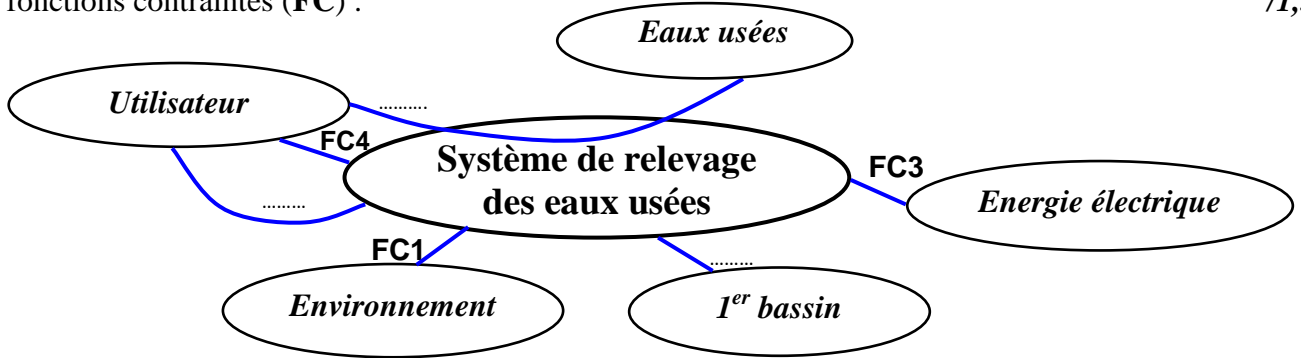 fonctions contraintes (FC) :
/1,
Eaux usées
Utilisateur
..........
FC4
Système de relevage
des eaux usées
FC3
Energie électrique
.........
FC1
.........
Environnement
1er bassin